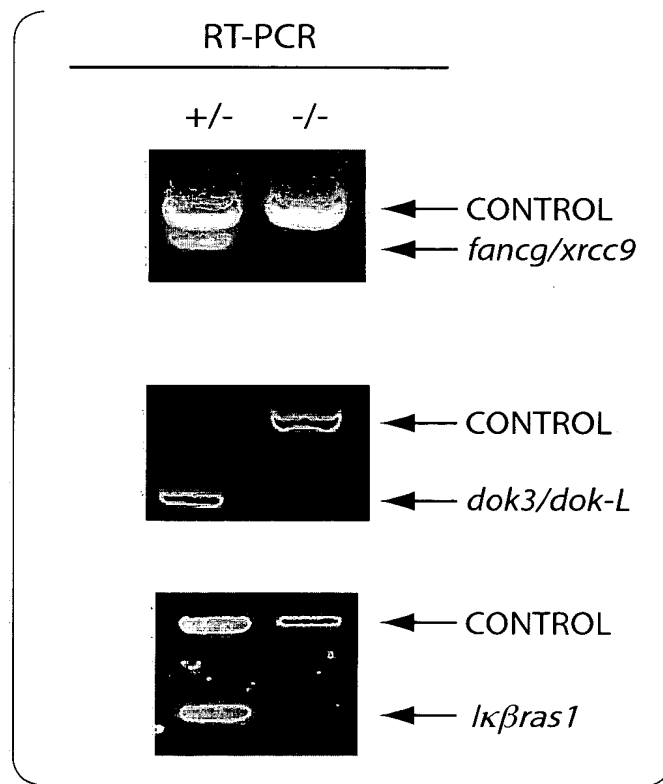 RT-PCR
+/- -/-
CONTROL
fancg/xrcc9
CONTROL
dok3/dok-L
CONTROL
Iκβras1